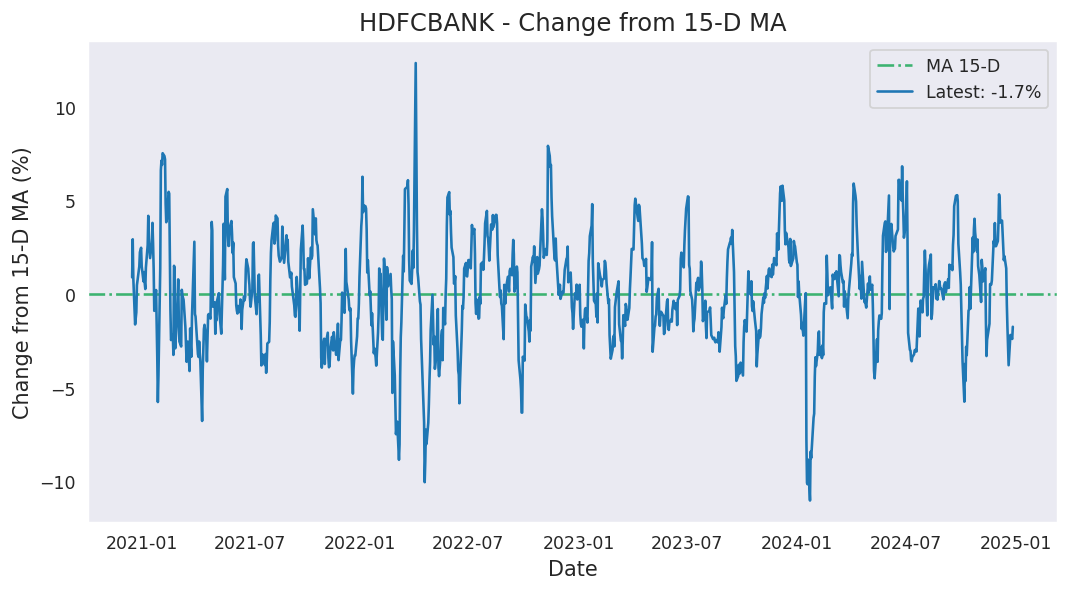 HDFCBANK - Change from 15-D MA
MA 15-D
Latest: -1.7%
Change from 15-D MA (%)
10
5
0
−5
−10
2021-01
2021-07
2022-01
2022-07
2023-01
2023-07
2024-01
2024-07
2025-01
Date